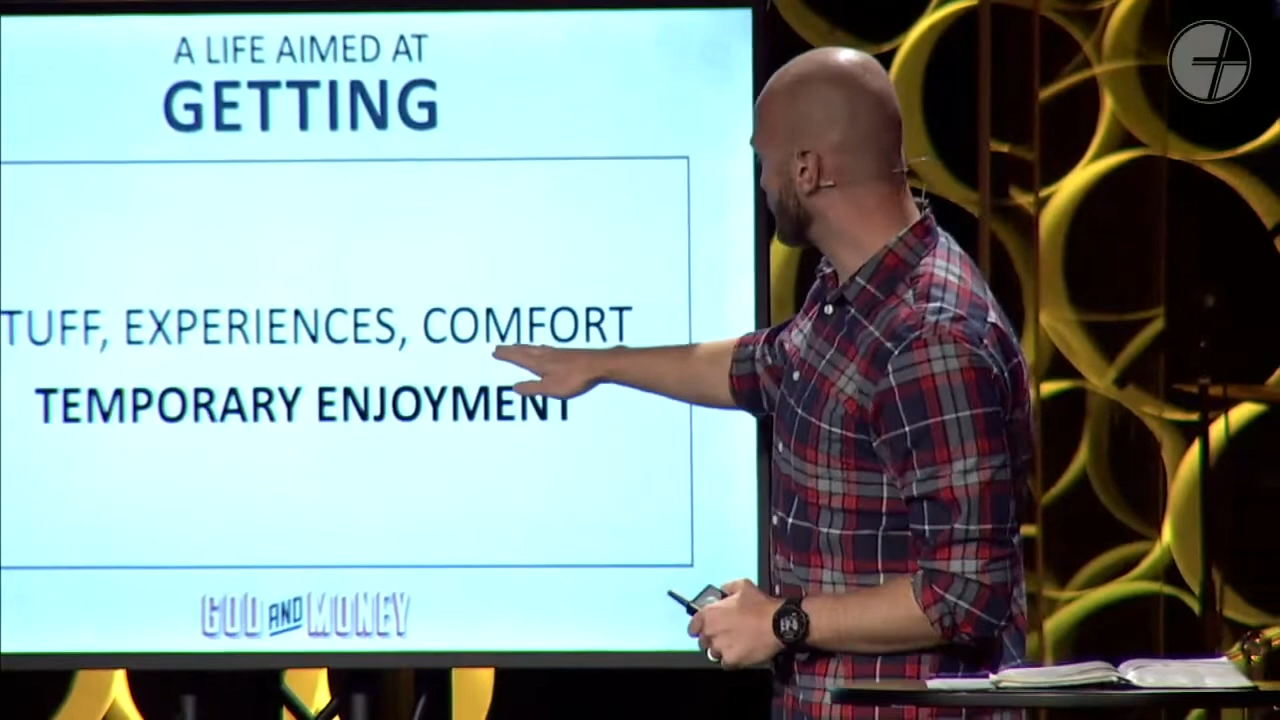 A LIFE AIMED AT
GETTING
TUFF, EXPERIENCES, COMFORT
TEMPORARY ENJOYMENT
GOD AND MONEY